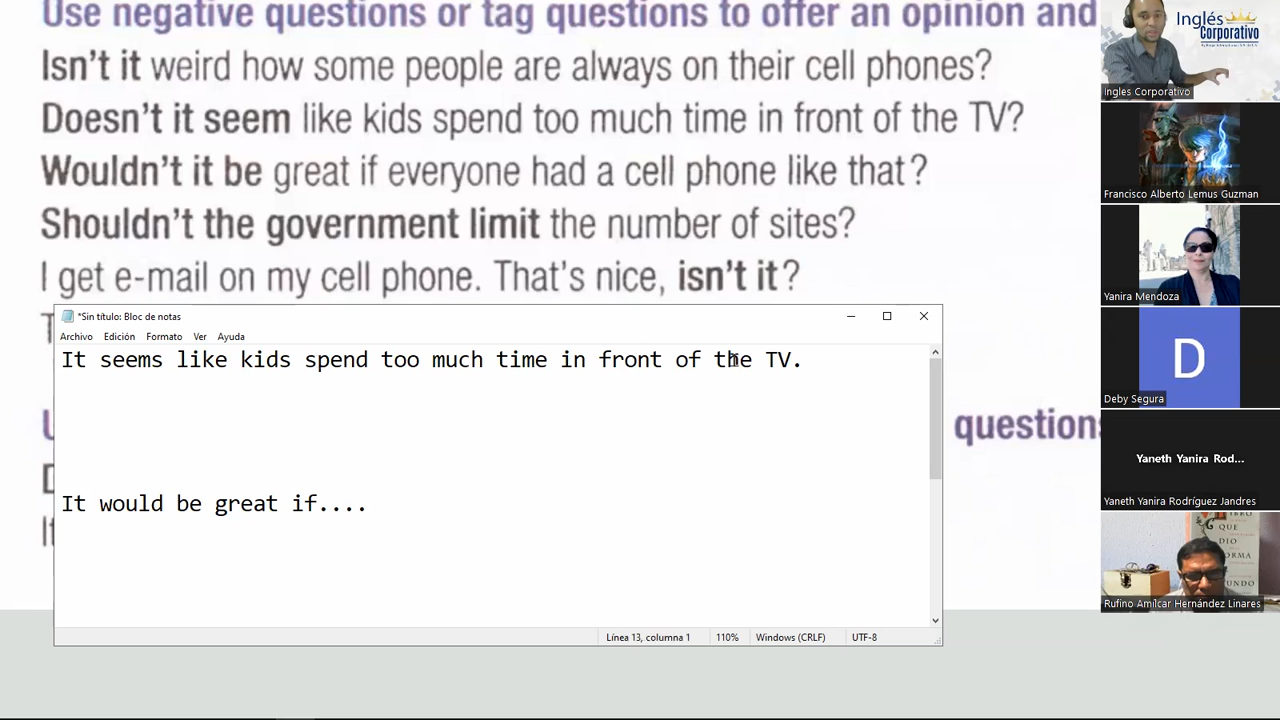 Use negative questions or tag questions to offer an opinion and
Isn't it weird how some people are always on their cell phones?
Doesn't it seem like kids spend too much time in front of the TV?
Wouldn't it be great if everyone had a cell phone like that?
Shouldn't the government limit the number of sites?
I get e-mail on my cell phone. That's nice, isn't it?
*Sin título: Bloc de notas
Archivo Edición Formato Ver Ayuda
It seems like kids spend too much time in front of the TV.
questions
It would be great if....
Línea 13, columna 1 110% Windows (CRLF) UTF-8
Inglés
Corporativo
Ingles Corporativo
Francisco Alberto Lemus Guzman
Yanira Mendoza
D
Deby Segura
Yaneth Yanira Rod...
Yaneth Yanira Rodríguez Jandres
QUE
DIO
Rufino Amílcar Hernández Linares